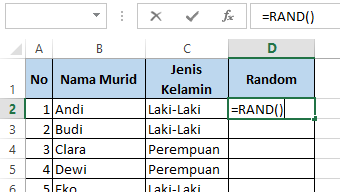 =RAND()
A B C D
1 No Nama Murid Jenis Kelamin Random
2 1 Andi Laki-Laki =RAND()
3 2 Budi Laki-Laki
4 3 Clara Perempuan
5 4 Dewi Perempuan
6 5 Eko Laki-Laki